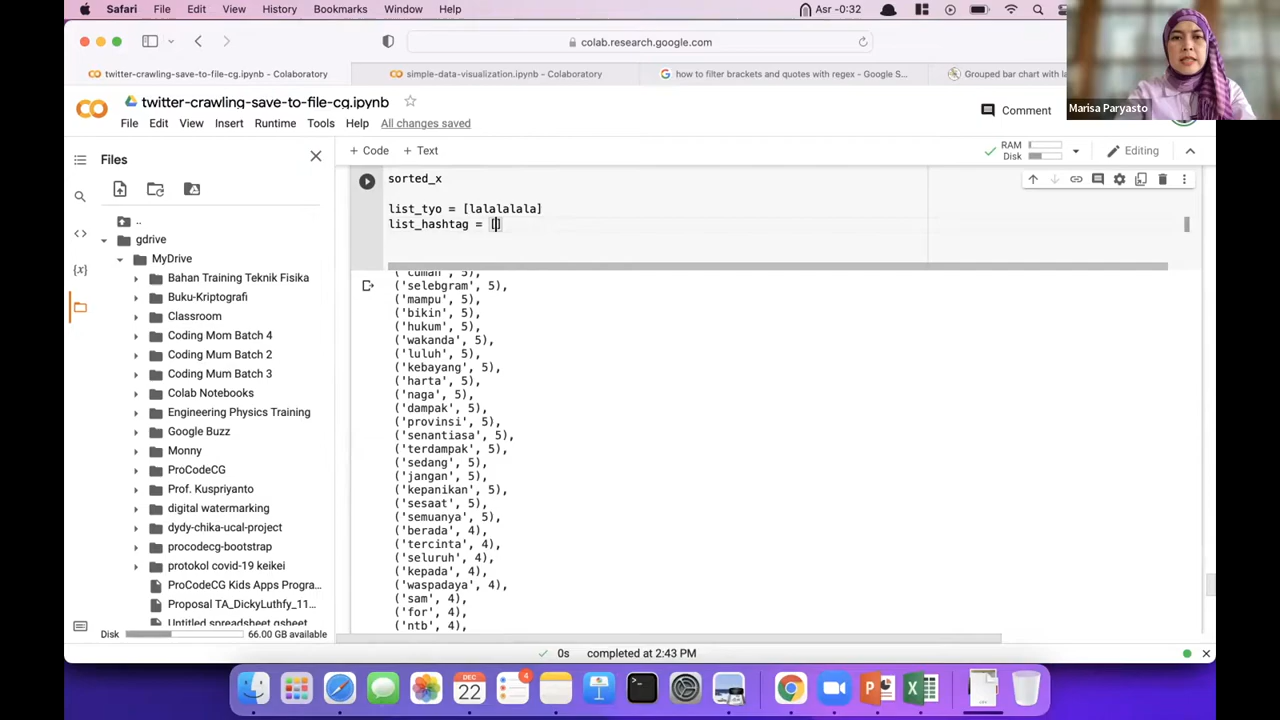 Safari File Edit View History Bookmarks Window Help
Asr -0:32
colab.research.google.com
twitter-crawling-save-to-file-cg.ipynb - Colaboratory
simple-data-visualization.ipynb - Colaboratory
how to filter brackets and quotes with regex - Google S...
Grouped bar chart with la
Marisa Paryasto
twitter-crawling-save-to-file-cg.ipynb
File Edit View Insert Runtime Tools Help All changes saved
Comment
Files
+ Code + Text
RAM
Disk
Editing
..
gdrive
MyDrive
Bahan Training Teknik Fisika
Buku-Kriptografi
Classroom
Coding Mom Batch 4
Coding Mum Batch 2
Coding Mum Batch 3
Colab Notebooks
Engineering Physics Training
Google Buzz
Monny
ProCodeCG
Prof. Kuspriyanto
digital watermarking
dydy-chika-ucal-project
procodecg-bootstrap
protokol covid-19 keikei
ProCodeCG Kids Apps Progra...
Proposal TA_DickyLuthfy_11...
Untitled spreadsheet.gsheet
Disk 66.00 GB available
sorted_x
list_tyo = [lalalalala]
list_hashtag = []
('cuman', 5),
('selebgram', 5),
('mampu', 5),
('bikin', 5),
('hukum', 5),
('wakanda', 5),
('luluh', 5),
('kebayang', 5),
('harta', 5),
('naga', 5),
('dampak', 5),
('provinsi', 5),
('senantiasa', 5),
('terdampak', 5),
('sedang', 5),
('jangan', 5),
('kepanikan', 5),
('sesaat', 5),
('semuanya', 5),
('berada', 4),
('tercinta', 4),
('seluruh', 4),
('kepada', 4),
('waspadaya', 4),
('sam', 4),
('for', 4),
('ntb', 4),
0s completed at 2:43 PM
DEC
22
4